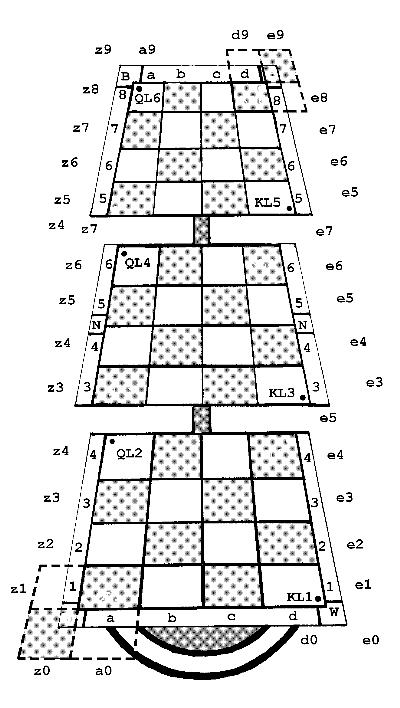 d9 e9
z9 a9
B a b c d
z8 8 QL6 8 e8
z7 7 7 e7
z6 6 6 e6
z5 5 KL5 5 e5
z4 z7 e7
z6 6 QL4 6 e6
z5 5 5 e5
N N
z4 4 4 e4
z3 3 KL3 3 e3
e5
z4 4 QL2 4 e4
z3 3 3 e3
z2 2 2 e2
z1 1 KL1 1 e1
a b c d W
z0 a0 d0 e0